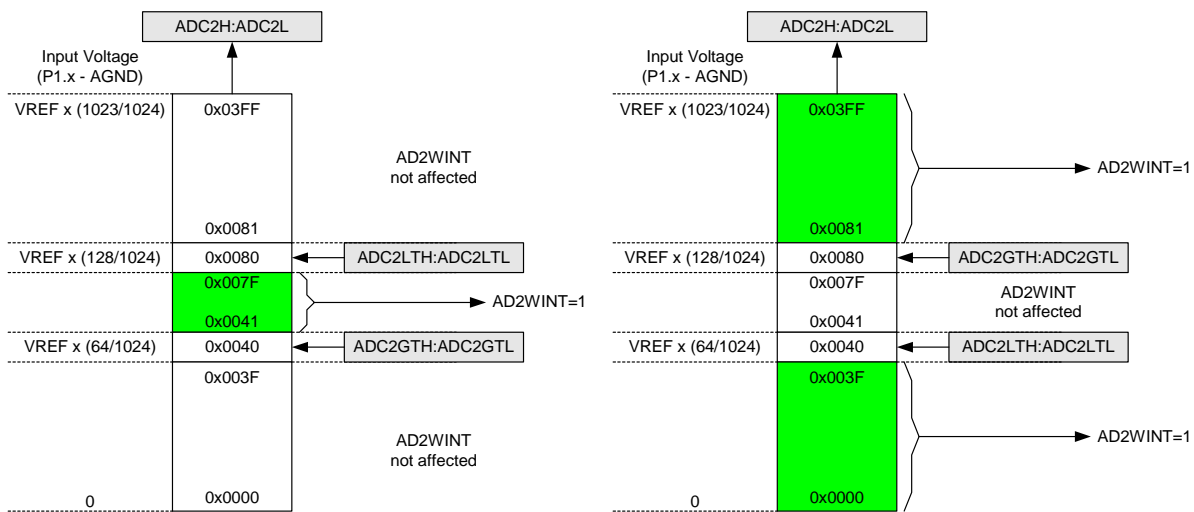 ADC2H:ADC2L
Input Voltage
(P1.x - AGND)
VREF x (1023/1024)
0x03FF
AD2WINT
not affected
0x0081
VREF x (128/1024)
0x0080
ADC2LTH:ADC2LTL
0x007F
AD2WINT=1
0x0041
VREF x (64/1024)
0x0040
ADC2GTH:ADC2GTL
0x003F
AD2WINT
not affected
0
0x0000
ADC2H:ADC2L
Input Voltage
(P1.x - AGND)
VREF x (1023/1024)
0x03FF
AD2WINT=1
0x0081
VREF x (128/1024)
0x0080
ADC2GTH:ADC2GTL
0x007F
AD2WINT
not affected
0x0041
VREF x (64/1024)
0x0040
ADC2LTH:ADC2LTL
0x003F
AD2WINT=1
0
0x0000